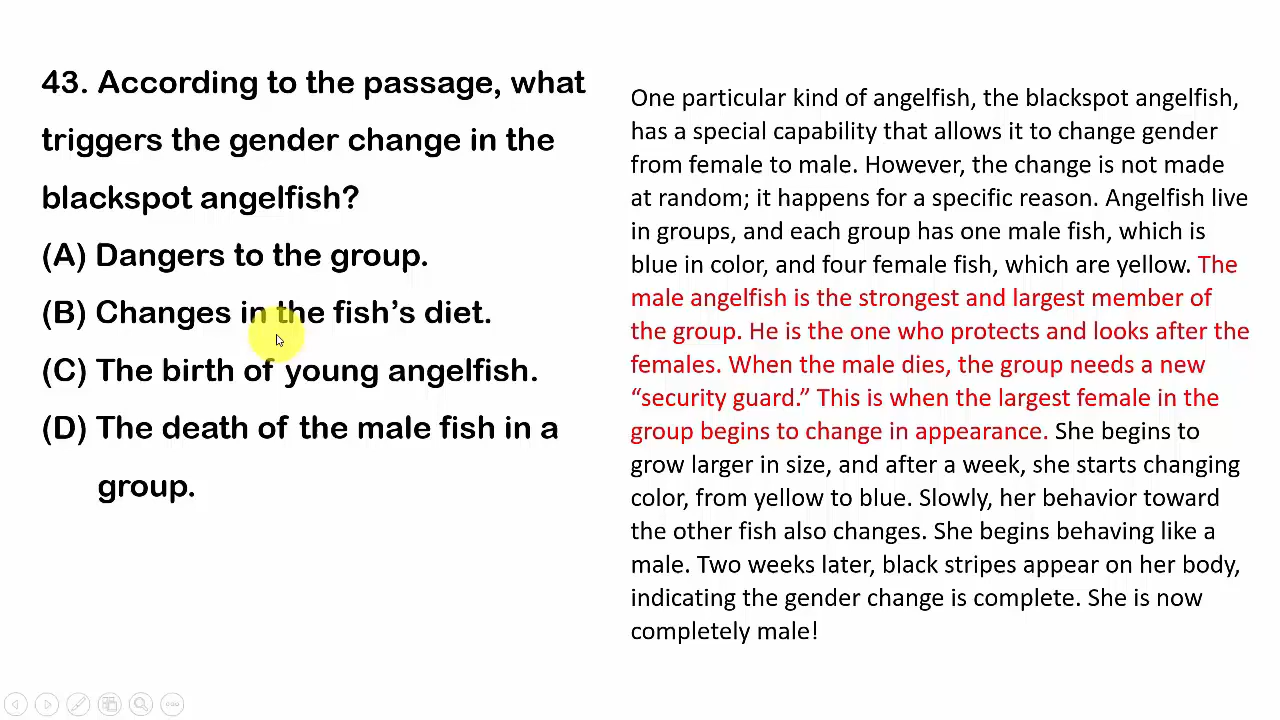 43. According to the passage, what
triggers the gender change in the
blackspot angelfish?
(A) Dangers to the group.
(B) Changes in the fish’s diet.
(C) The birth of young angelfish.
(D) The death of the male fish in a
group.
One particular kind of angelfish, the blackspot angelfish,
has a special capability that allows it to change gender
from female to male. However, the change is not made
at random; it happens for a specific reason. Angelfish live
in groups, and each group has one male fish, which is
blue in color, and four female fish, which are yellow. The
male angelfish is the strongest and largest member of
the group. He is the one who protects and looks after the
females. When the male dies, the group needs a new
“security guard.” This is when the largest female in the
group begins to change in appearance. She begins to
grow larger in size, and after a week, she starts changing
color, from yellow to blue. Slowly, her behavior toward
the other fish also changes. She begins behaving like a
male. Two weeks later, black stripes appear on her body,
indicating the gender change is complete. She is now
completely male!